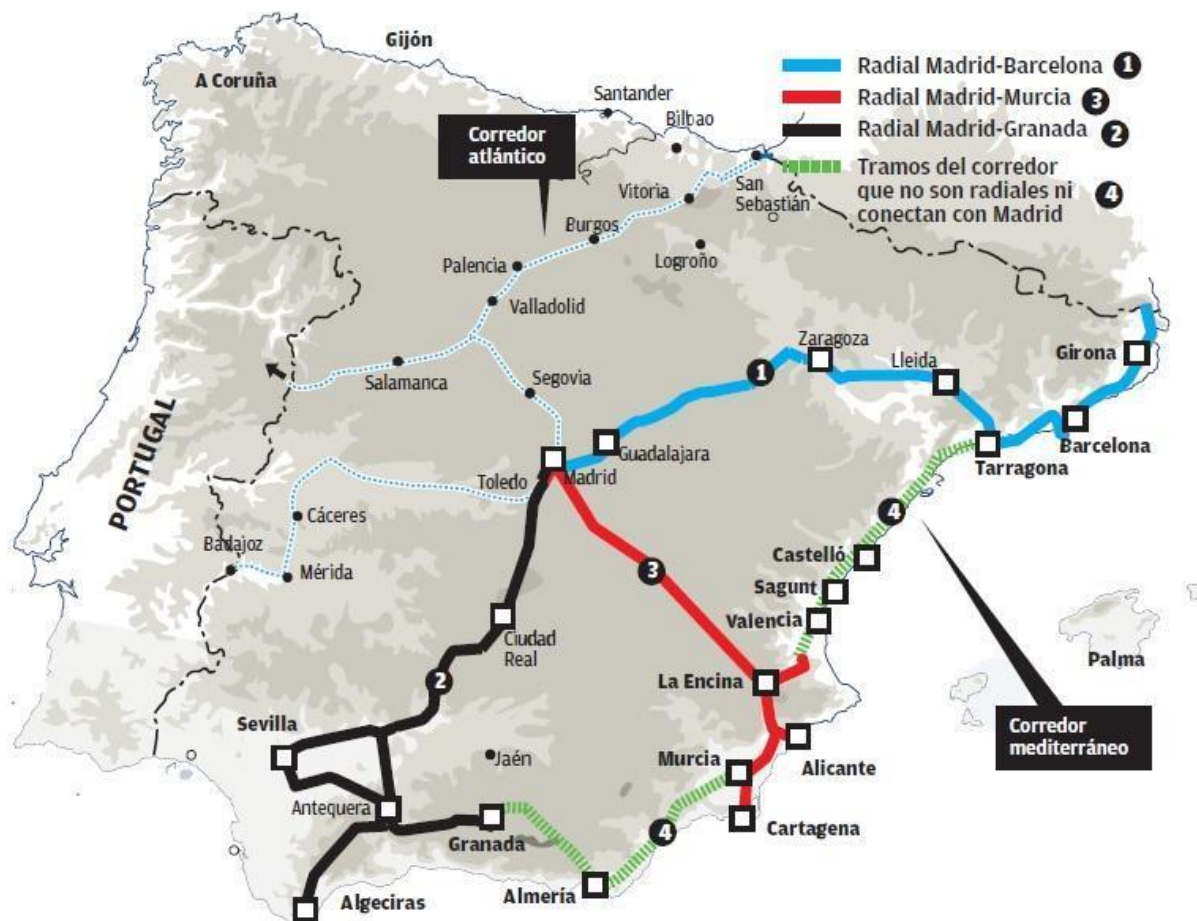 Gijón
A Coruña
Santander
Bilbao
Corredor
atlántico
Radial Madrid-Barcelona 1
Radial Madrid-Murcia 3
Radial Madrid-Granada 2
Tramos del corredor
que no son radiales ni
conectan con Madrid
4
Vitoria
San
Sebastián
Burgos
Logroño
Palencia
Valladolid
Salamanca
Segovia
Zaragoza
Lleida
Girona
1
Guadalajara
Barcelona
Tarragona
PORTUGAL
Toledo
Madrid
Cáceres
Badajoz
Mérida
4
3
Castelló
Sagunt
Valencia
Ciudad
Real
Palma
2
La Encina
Sevilla
Corredor
mediterráneo
Jaén
Murcia
Alicante
Antequera
Granada
4
Cartagena
Almería
Algeciras